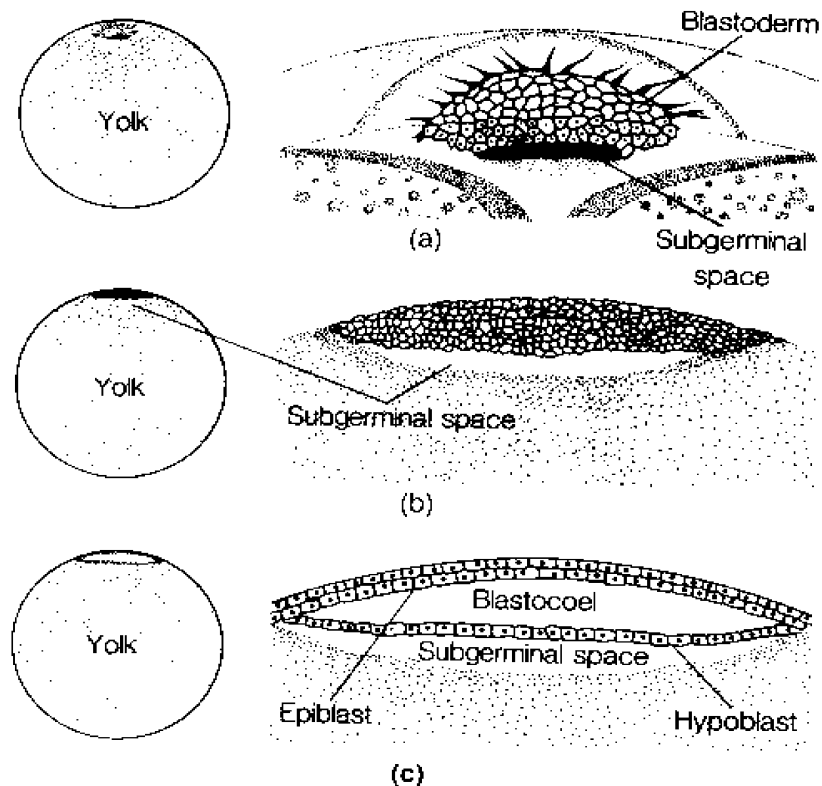 Blastoderm
Yolk
(a)
Subgerminal
space
Yolk
Subgerminal space
(b)
Blastocoel
Yolk
Subgerminal space
Epiblast
Hypoblast
(c)